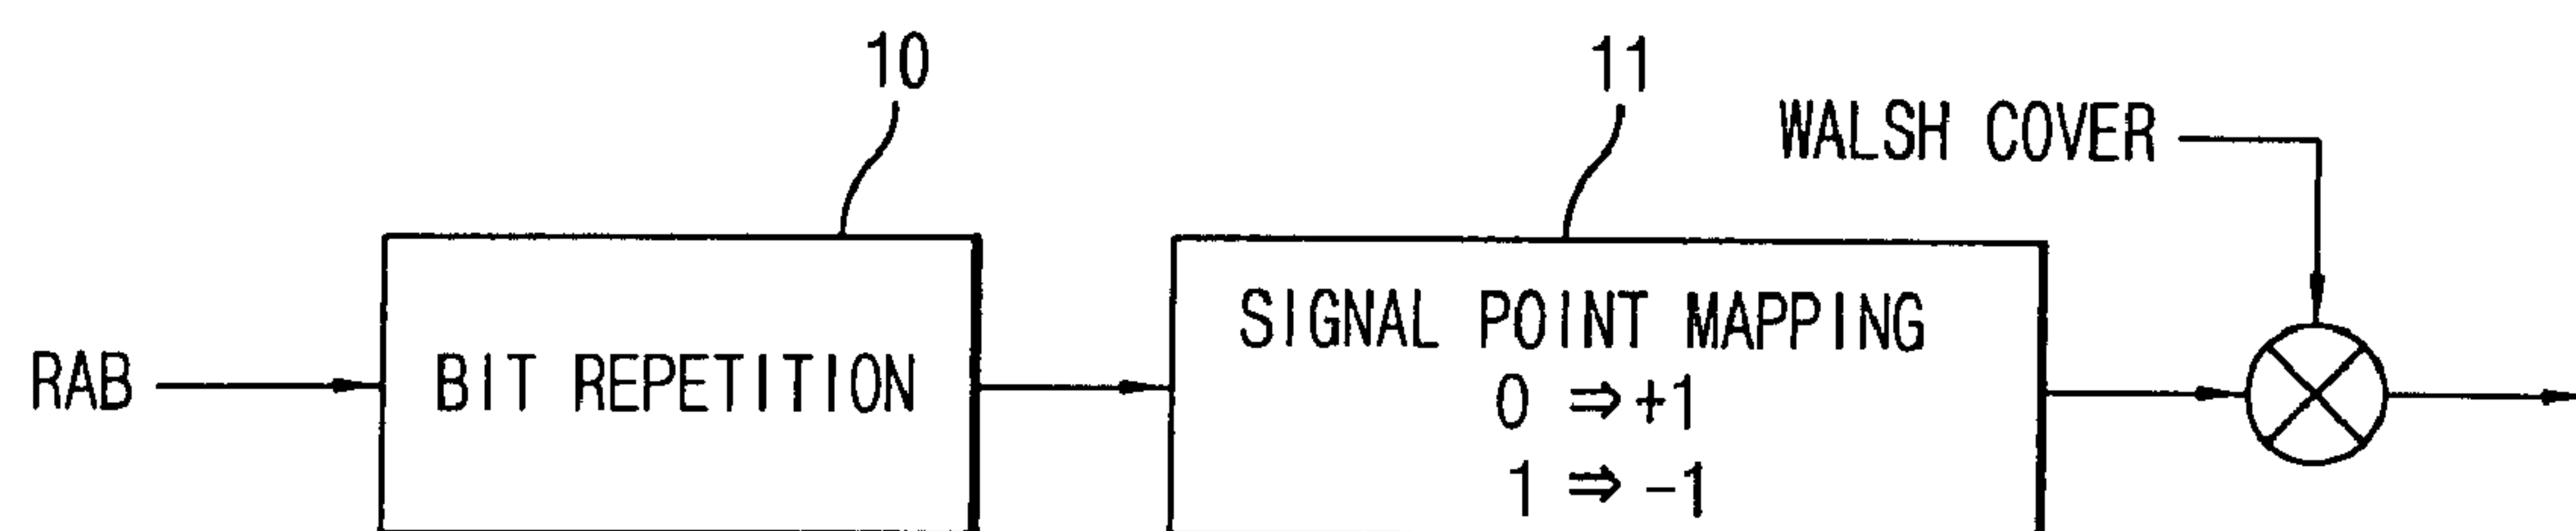 10
11
WALSH COVER
RAB
BIT REPETITION
SIGNAL POINT MAPPING
0 ⇒ +1
1 ⇒ -1